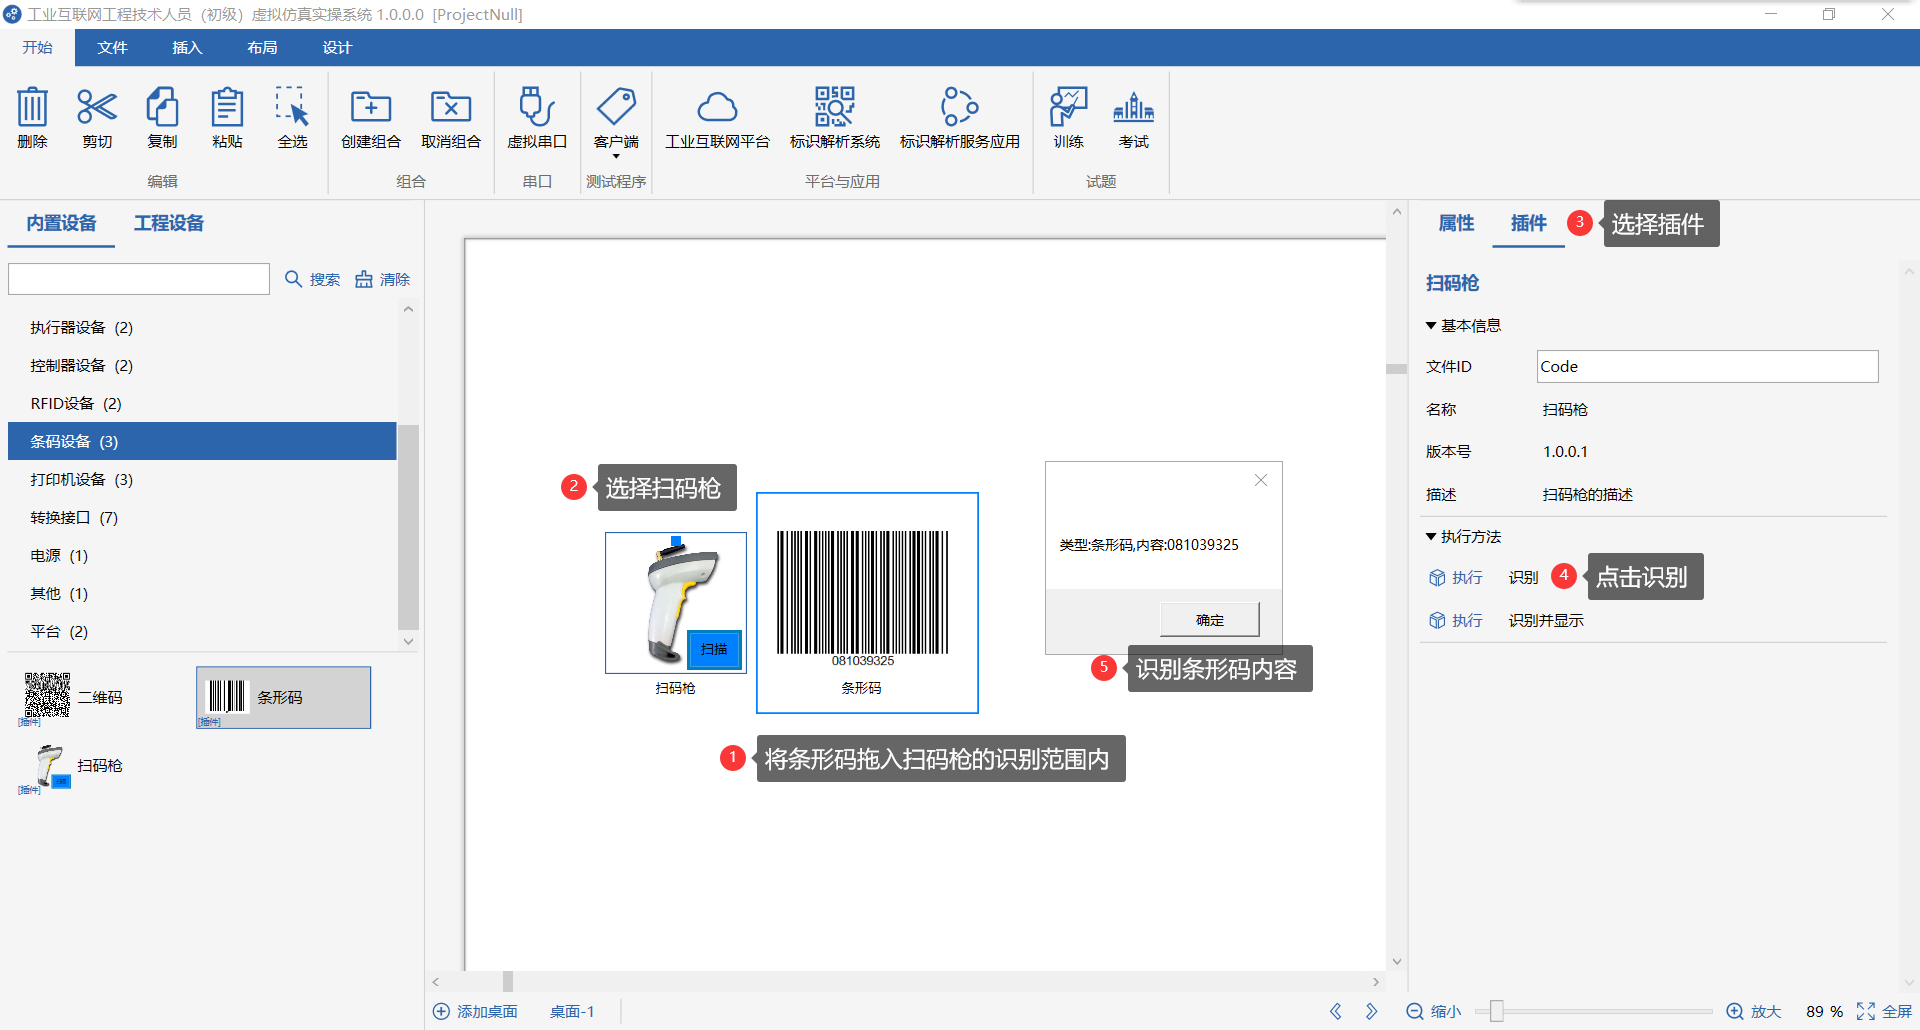 工业互联网工程技术人员（初级）虚拟仿真实操系统 1.0.0.0  [ProjectNull]
开始 文件 插入 布局 设计
删除 剪切 复制 粘贴 全选 创建组合 取消组合 虚拟串口 客户端 工业互联网平台 标识解析系统 标识解析服务应用 训练 考试
编辑 组合 串口 测试程序 平台与应用 试题
内置设备 工程设备
搜索 清除
执行器设备 (2)
控制器设备 (2)
RFID设备 (2)
条码设备 (3)
打印机设备 (3)
转换接口 (7)
电源 (1)
其他 (1)
平台 (2)
二维码
[插件]
条形码
[插件]
扫码枪
[插件]
2 选择扫码枪
扫描
扫码枪
081039325
条形码
类型:条形码,内容:081039325
确定
5 识别条形码内容
1 将条形码拖入扫码枪的识别范围内
属性 插件 3 选择插件
扫码枪
基本信息
文件ID Code
名称 扫码枪
版本号 1.0.0.1
描述 扫码枪的描述
执行方法
执行 识别 4 点击识别
执行 识别并显示
添加桌面 桌面-1
缩小 放大 89 % 全屏